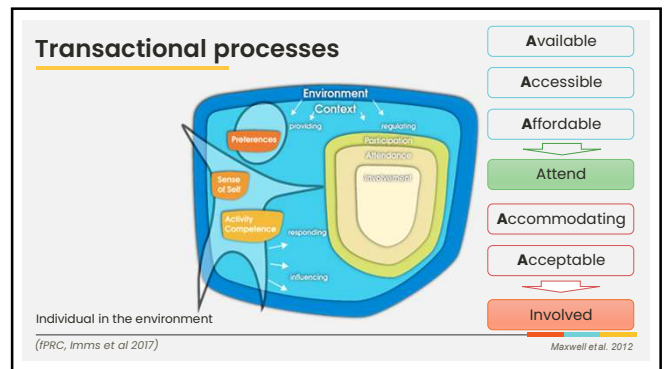 Transactional processes
Environment
Context
providing
regulating
Preferences
Participation
Attendance
Involvement
Sense
of Self
Activity
Competence
responding
influencing
Individual in the environment
(fPRC, Imms et al 2017)
Available
Accessible
Affordable
Attend
Accommodating
Acceptable
Involved
Maxwell et al. 2012